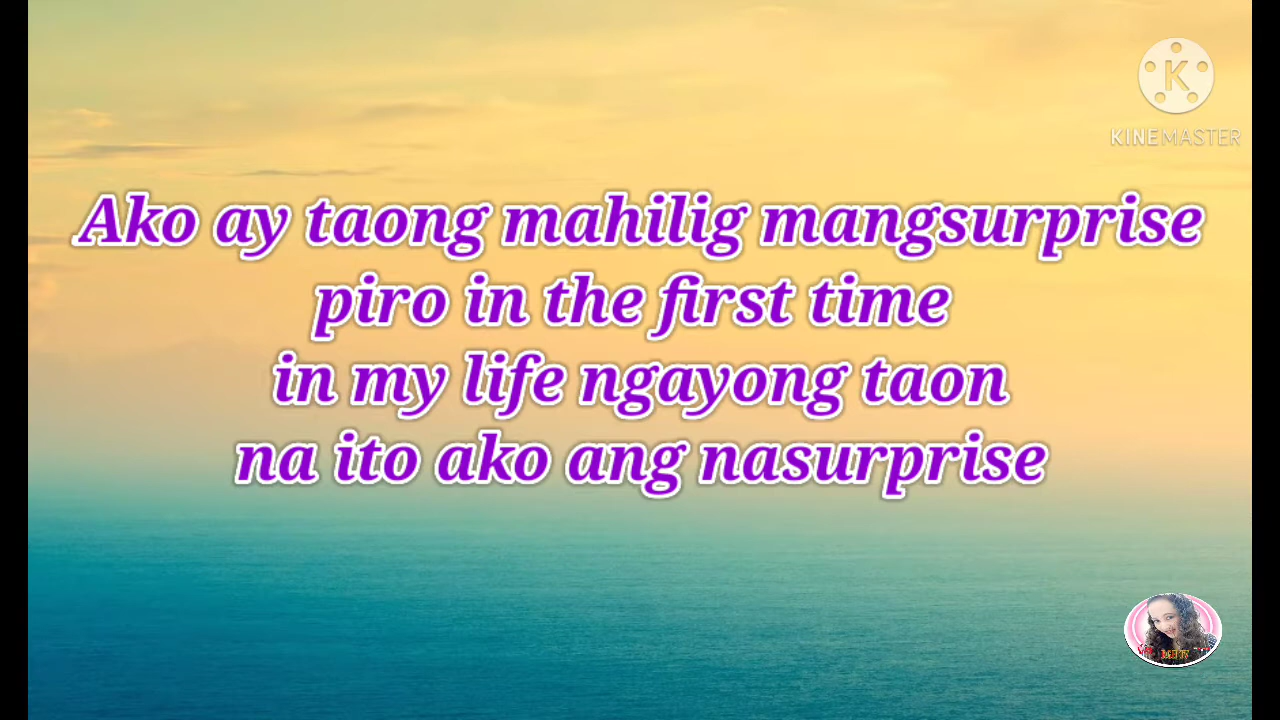 KINEMASTER
Ako ay taong mahilig mangsurprise
piro in the first time
in my life ngayong taon
na ito ako ang nasurprise